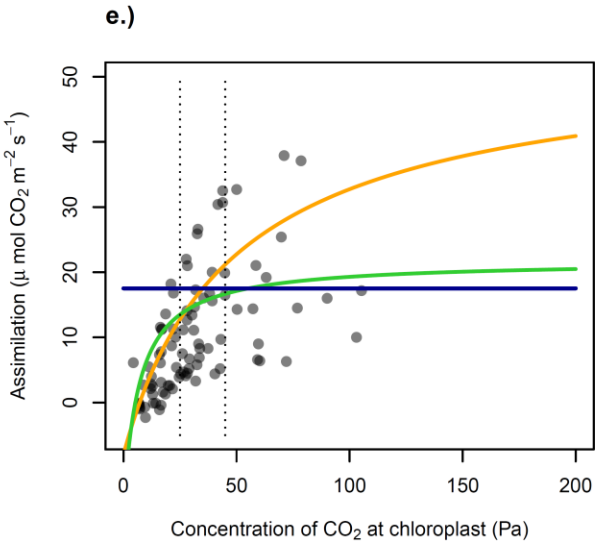 e.)
Assimilation (μ mol CO₂ m⁻² s⁻¹)
50
40
30
20
10
0
0 50 100 150 200
Concentration of CO₂ at chloroplast (Pa)